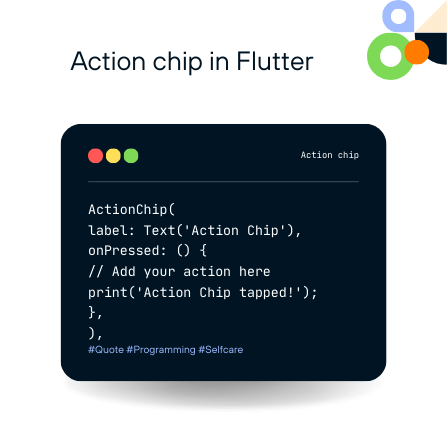 Action chip in Flutter
Action chip
ActionChip(
label: Text('Action Chip'),
onPressed: () {
// Add your action here
print('Action Chip tapped!');
},
),
#Quote #Programming #Selfcare